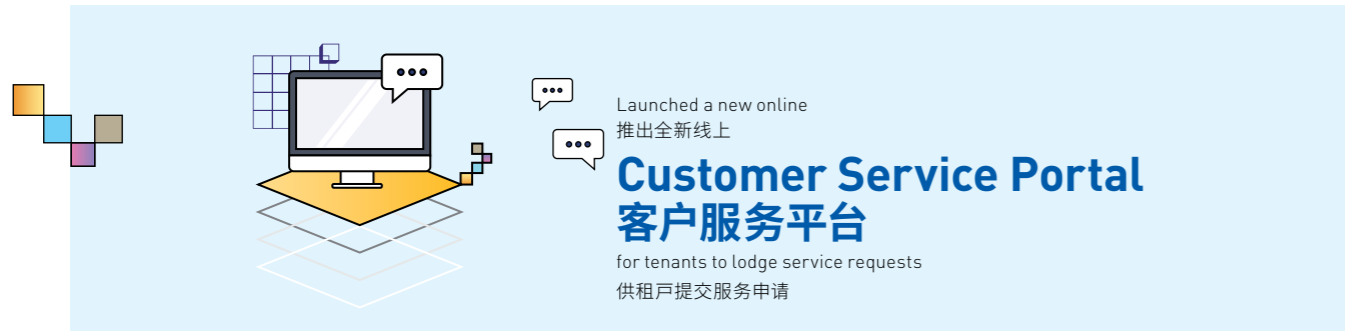 Launched a new online
推出全新线上
Customer Service Portal
客户服务平台
for tenants to lodge service requests
供租戸提交服务申请